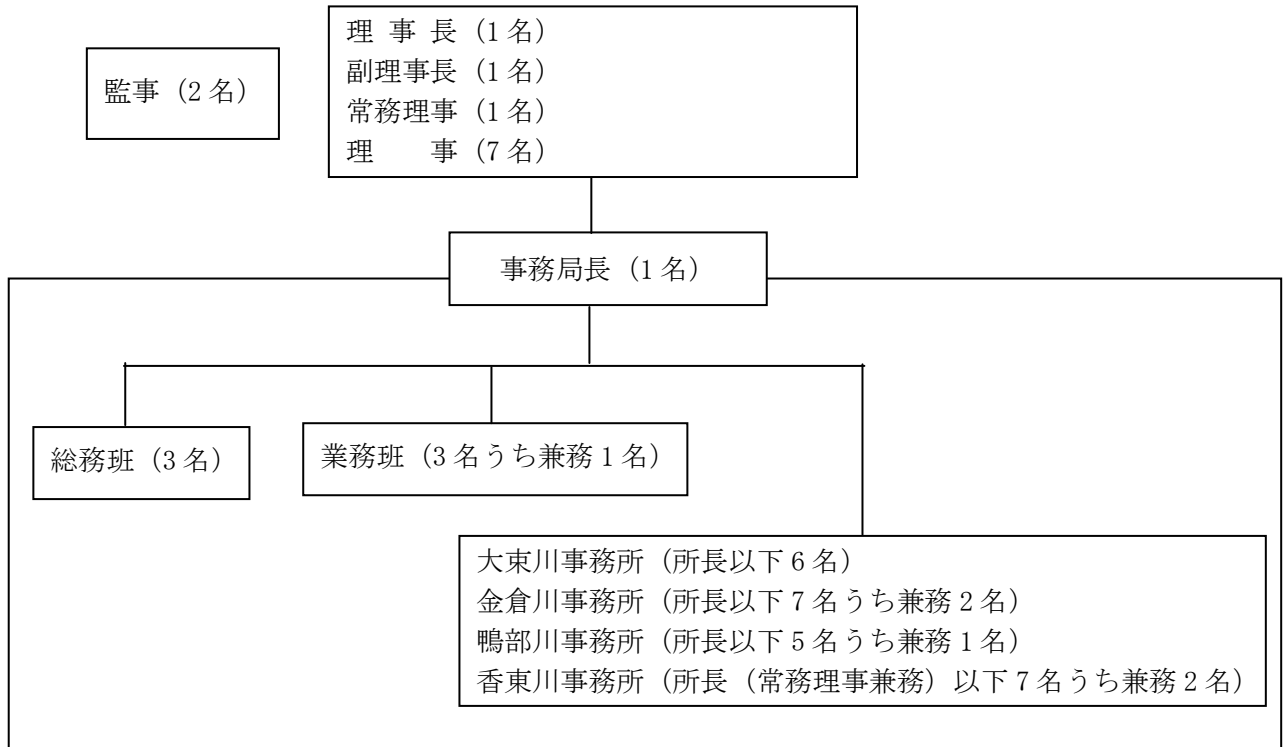 監事（2名）
理 事 長（1名）
副理事長（1名）
常務理事（1名）
理　　事（7名）
事務局長（1名）
総務班（3名）
業務班（3名うち兼務1名）
大束川事務所（所長以下6名）
金倉川事務所（所長以下7名うち兼務2名）
鴨部川事務所（所長以下5名うち兼務1名）
香東川事務所（所長（常務理事兼務）以下7名うち兼務2名）